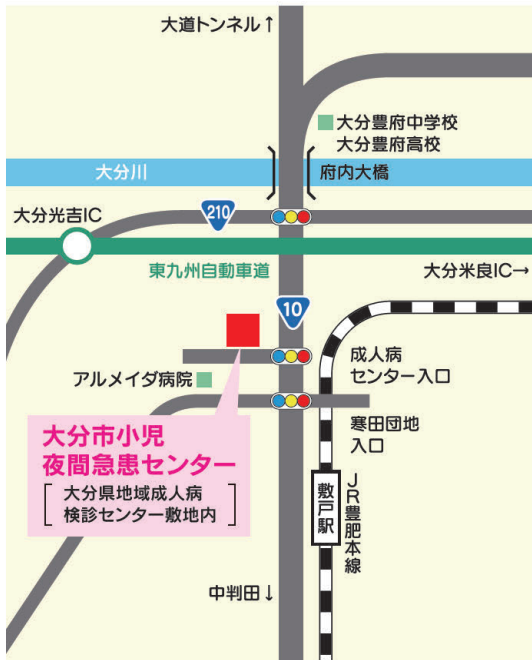 大道トンネル↑
大分豊府中学校
大分豊府高校
大分川
府内大橋
大分光吉IC
210
東九州自動車道
大分米良IC→
10
成人病
センター入口
アルメイダ病院
寒田団地
入口
大分市小児
夜間急患センター
大分県地域成人病
検診センター敷地内
敷戸駅
JR豊肥本線
中判田↓